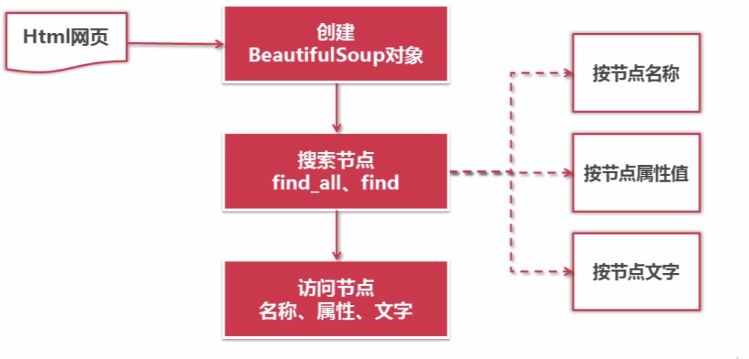 Html网页
创建
BeautifulSoup对象
搜索节点
find_all、find
访问节点
名称、属性、文字
按节点名称
按节点属性值
按节点文字